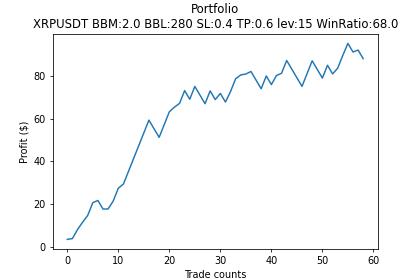 Portfolio
XRPUSDT BBM:2.0 BBL:280 SL:0.4 TP:0.6 lev:15 WinRatio:68.0
80
60
40
20
0
Profit ($)
0 10 20 30 40 50 60
Trade counts